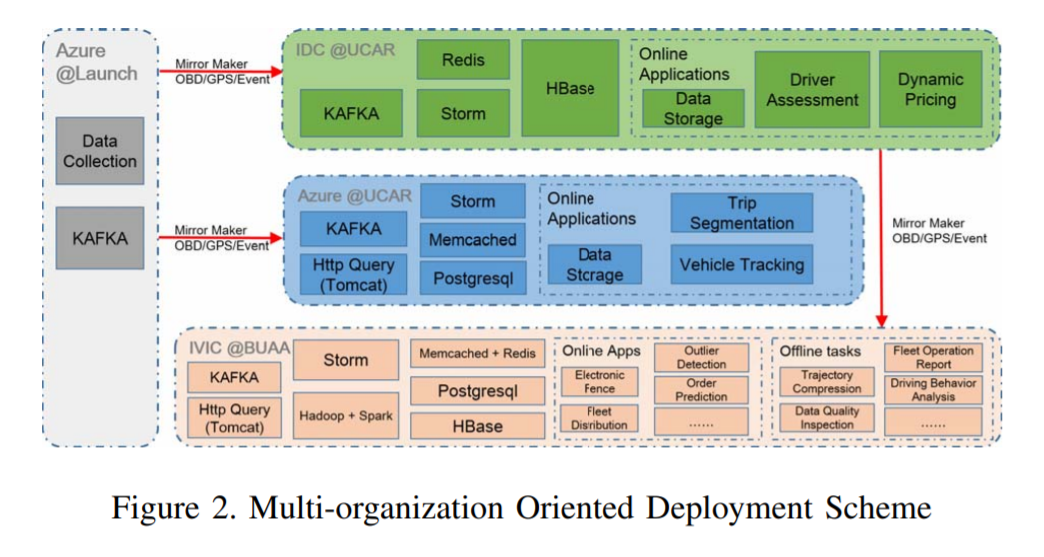 Azure
@Launch
Data
Collection
KAFKA
Mirror Maker
OBD/GPS/Event
Mirror Maker
OBD/GPS/Event
IDC @UCAR
KAFKA
Redis
Storm
HBase
Online
Applications
Data
Storage
Driver
Assessment
Dynamic
Pricing
Azure @UCAR
KAFKA
Http Query
(Tomcat)
Storm
Memcached
Postgresql
Online
Applications
Data
Stcrage
Trip
Segmentation
Vehicle Tracking
Mirror Maker
OBD/GPS/Event
IVIC @BUAA
KAFKA
Http Query
(Tomcat)
Storm
Hadoop + Spark
Memcached + Redis
Postgresql
HBase
Online Apps
Electronic
Fence
Fleet
Disribution
Outlier
Detection
Order
Prediction
......
Offline tasks
Trajectory
Compression
Data Quality
Inspection
Fleet Operation
Report
Driving Behavior
Analysis
......
Figure 2. Multi-organization Oriented Deployment Scheme